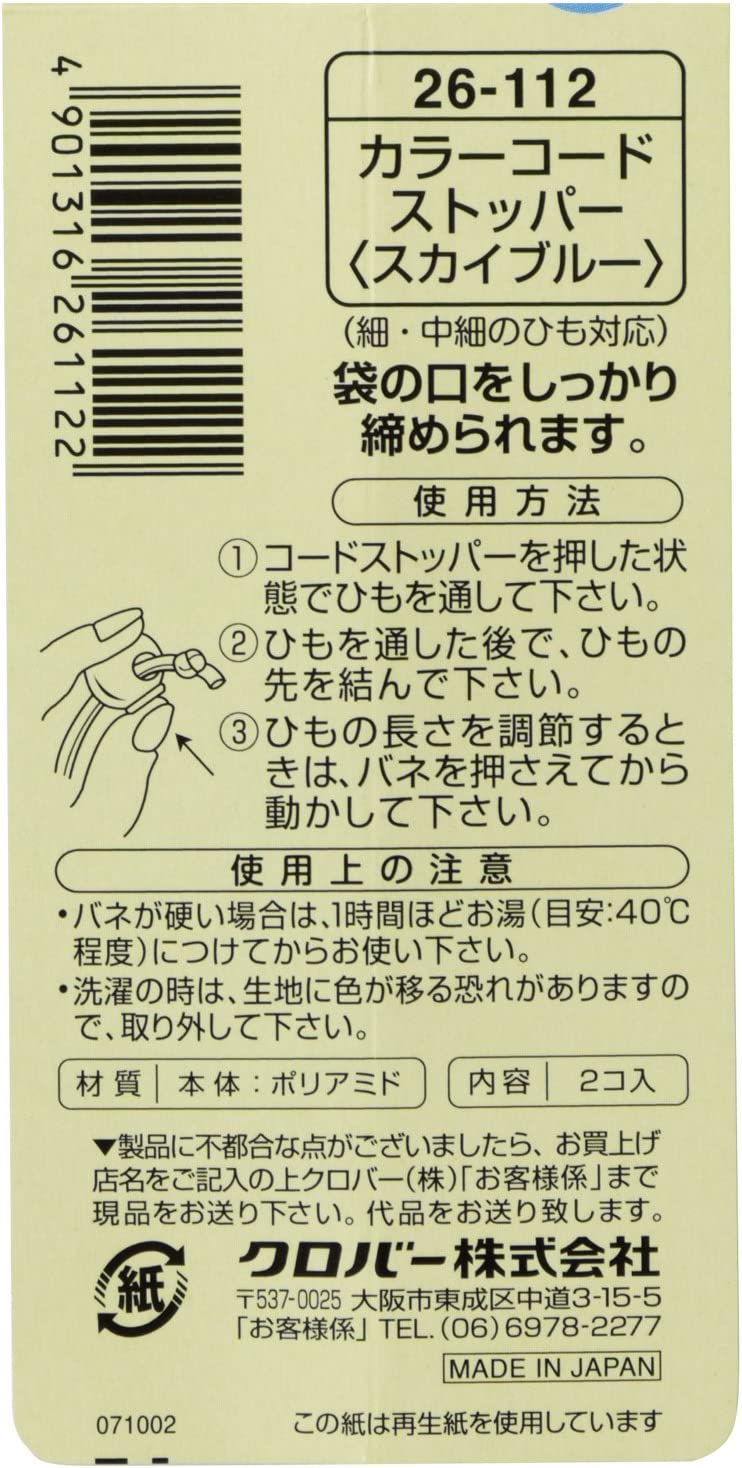 4 901316 261122
26-112
カラーコード
ストッパー
〈スカイブルー〉
(細・中細のひも対応)
袋の口をしっかり
締められます。
使用方法
①コードストッパーを押した状
態でひもを通して下さい。
②ひもを通した後で、ひもの
先を結んで下さい。
③ひもの長さを調節すると
きは、バネを押さえてから
動かして下さい。
使用上の注意
•バネが硬い場合は、1時間ほどお湯(目安:40℃
程度)につけてからお使い下さい。
•洗濯の時は、生地に色が移る恐れがありますの
で、取り外して下さい。
材質|本体:ポリアミド
内容|2コ入
▼製品に不都合な点がございましたら、お買上げ
店名をご記入の上クロバー(株)「お客様係」まで
現品をお送り下さい。代品をお送り致します。
紙
クロバー株式会社
〒537-0025 大阪市東成区中道3-15-5
「お客様係」TEL.(06)6978-2277
MADE IN JAPAN
071002
この紙は再生紙を使用しています